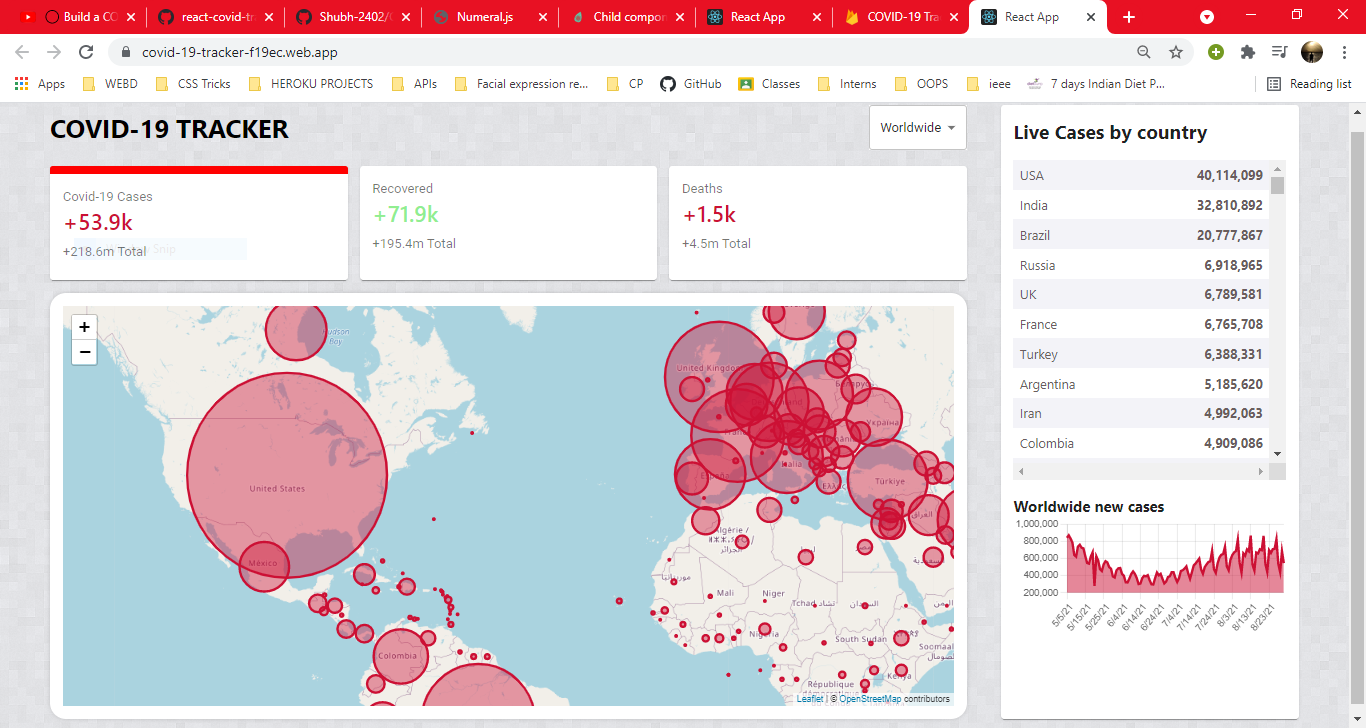 Build a CO
react-covid-tr
Shubh-2402/
Numeral.js
Child compon
React App
COVID-19 Tra
React App
covid-19-tracker-f19ec.web.app
Apps
WEBD
CSS Tricks
HEROKU PROJECTS
APIs
Facial expression re...
CP
GitHub
Classes
Interns
OOPS
ieee
7 days Indian Diet P...
Reading list
COVID-19 TRACKER
Worldwide
Covid-19 Cases
+53.9k
+218.6m Total
Snip
Recovered
+71.9k
+195.4m Total
Deaths
+1.5k
+4.5m Total
+
−
Hudson
Bay
United States
México
Colombia
United Kingdom
Беларусь
Україна
Italia
Türkiye
Mali
Niger
Nigeria
South Sudan
Kenya
République
Leaflet | © OpenStreetMap contributors
Live Cases by country
USA 40,114,099
India 32,810,892
Brazil 20,777,867
Russia 6,918,965
UK 6,789,581
France 6,765,708
Turkey 6,388,331
Argentina 5,185,620
Iran 4,992,063
Colombia 4,909,086
Worldwide new cases
1,000,000
800,000
600,000
400,000
200,000
5/5/21
5/15/21
5/25/21
6/4/21
6/14/21
6/24/21
7/4/21
7/14/21
7/24/21
8/3/21
8/13/21
8/23/21